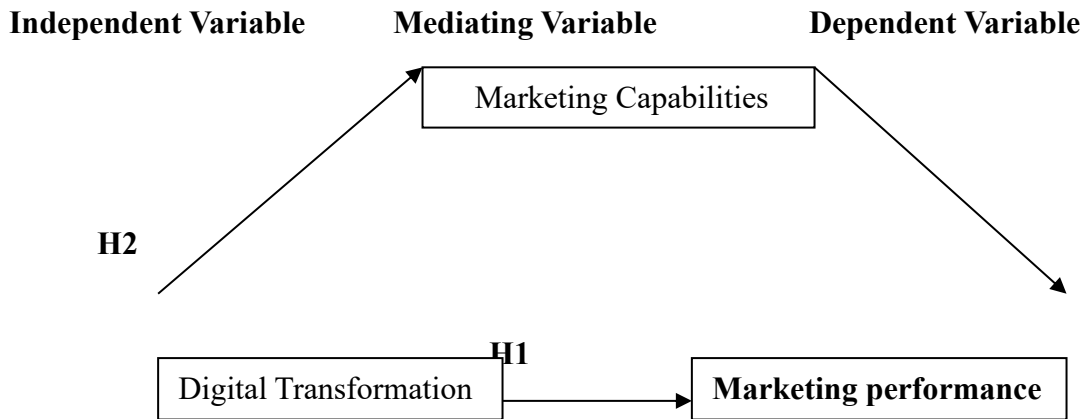 Independent Variable Mediating Variable Dependent Variable
Marketing Capabilities
H2
H1
Digital Transformation Marketing performance